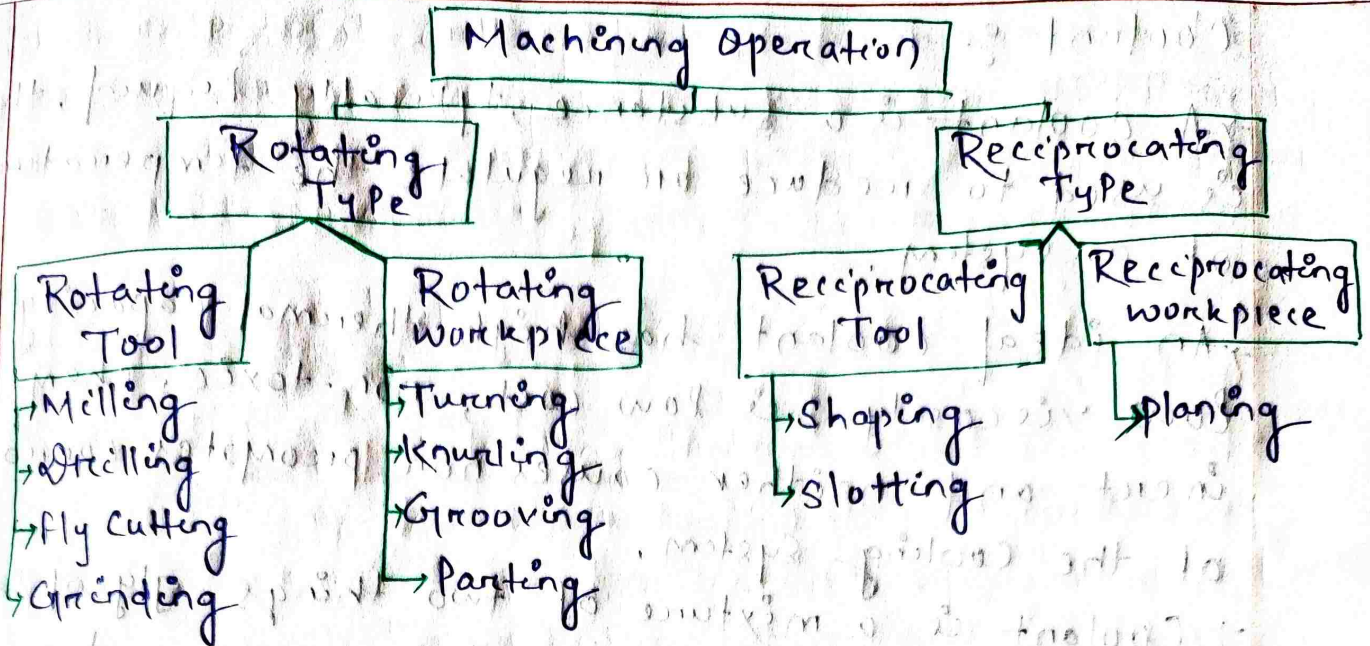 Machining Operation
Rotating
Type
Reciprocating
Type
Rotating
Tool
Rotating
workpiece
Reciprocating
Tool
Reciprocating
workpiece
Milling
Drilling
Fly Cutting
Grinding
Turning
Knurling
Grooving
Parting
Shaping
Slotting
Planing